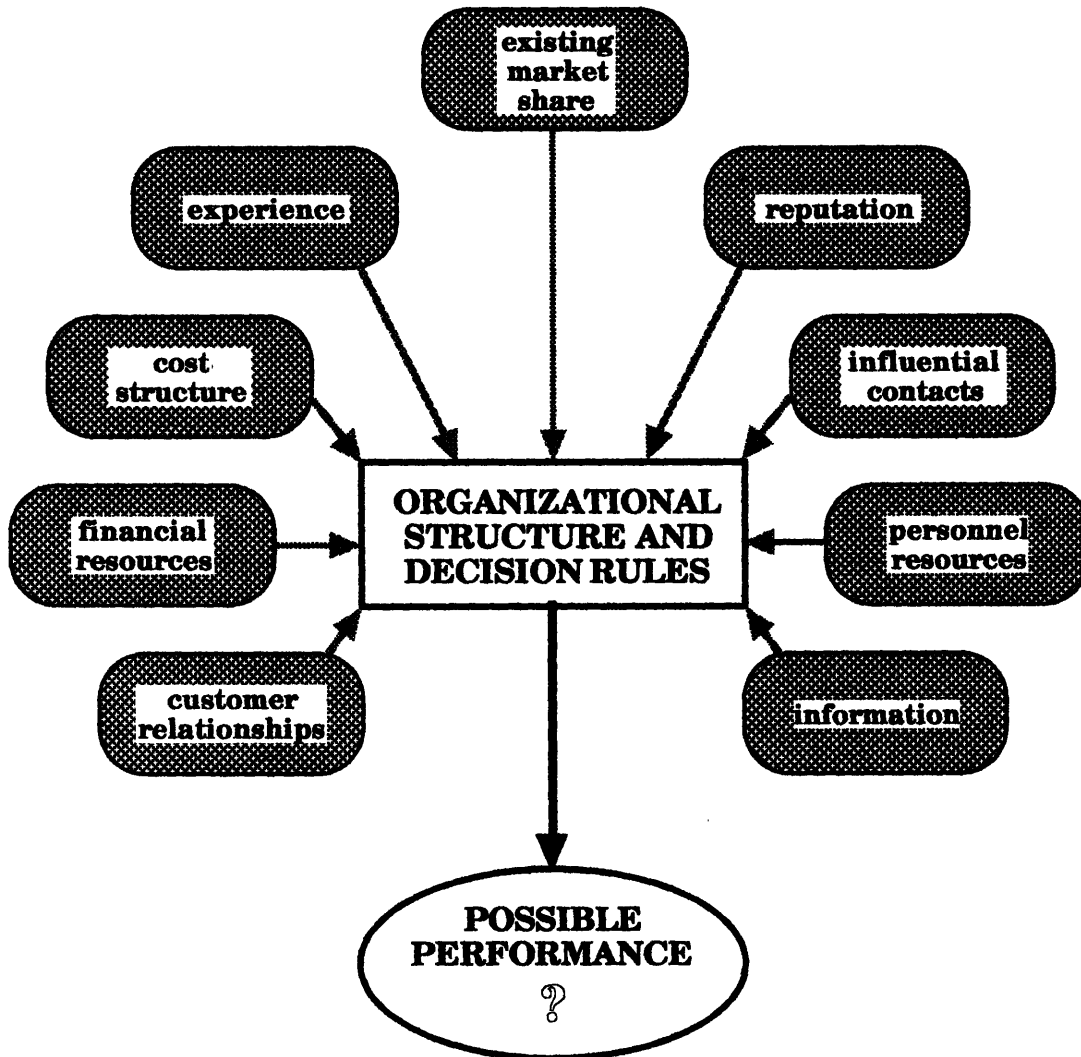 existing
market
share
experience
reputation
cost
structure
influential
contacts
ORGANIZATIONAL
STRUCTURE AND
DECISION RULES
financial
resources
personnel
resources
customer
relationships
information
POSSIBLE
PERFORMANCE
?